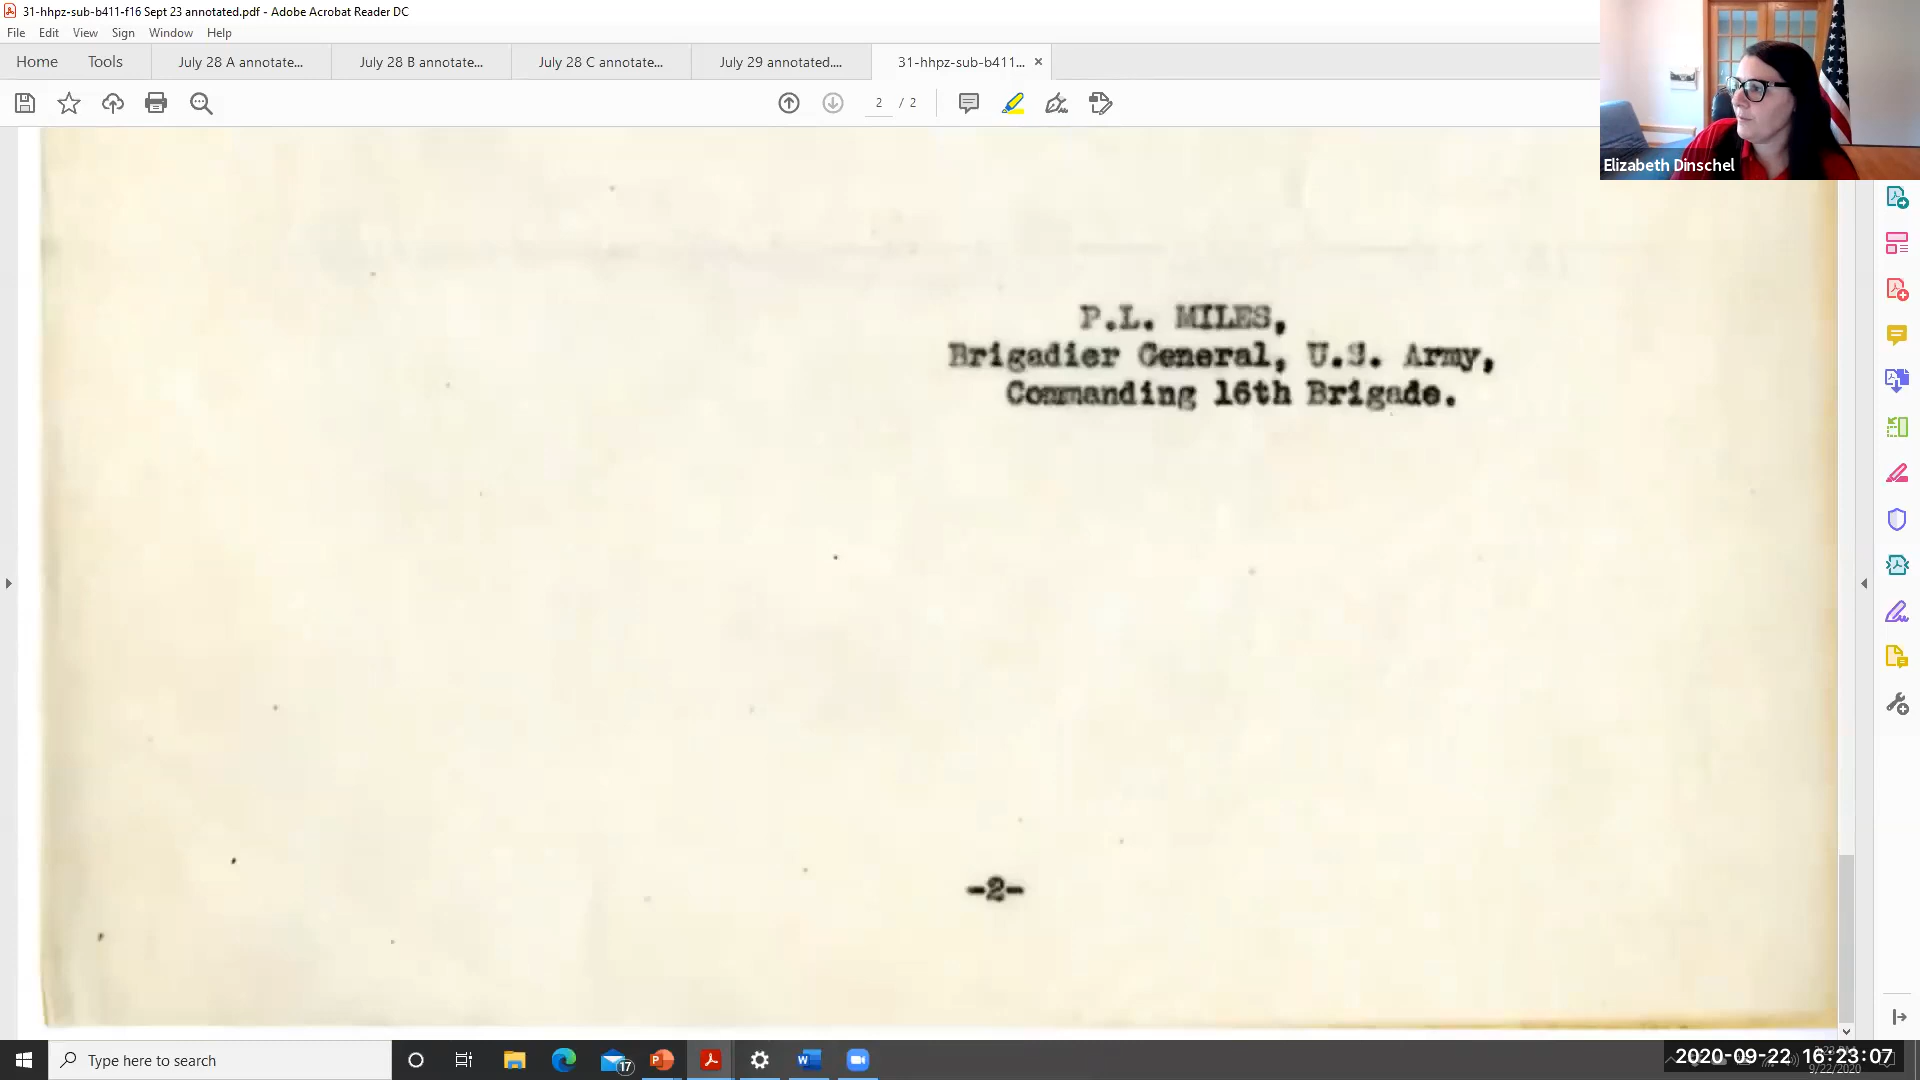 31-hhpz-sub-b411-f16 Sept 23 annotated.pdf - Adobe Acrobat Reader DC
File Edit View Sign Window Help
Home Tools July 28 A annotate... July 28 B annotate... July 28 C annotate... July 29 annotated.... 31-hhpz-sub-b411... ×
2 / 2
Elizabeth Dinschel
P.L. MILES,
Brigadier General, U.S. Army,
Commanding 16th Brigade.
-2-
Type here to search
17
2020-09-22 16:23:07
9/22/2020